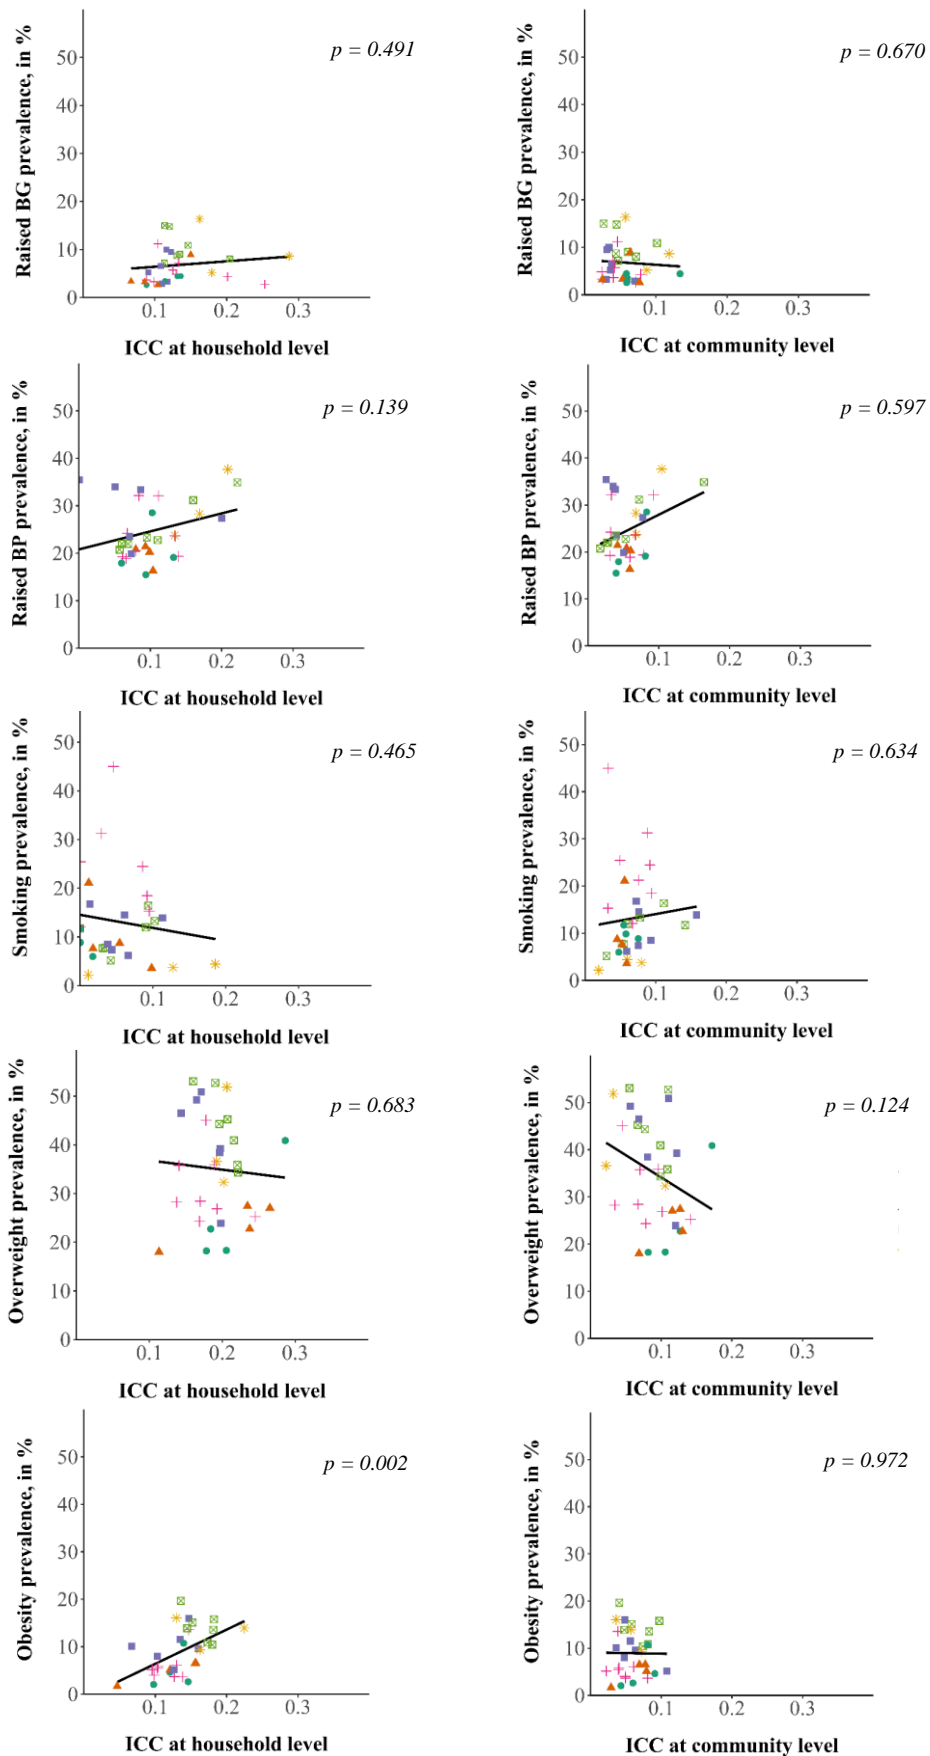 Raised BG prevalence, in %
50
40
30
20
10
0
p = 0.491
0.1 0.2 0.3
ICC at household level
Raised BG prevalence, in %
50
40
30
20
10
0
p = 0.670
0.1 0.2 0.3
ICC at community level
Raised BP prevalence, in %
50
40
30
20
10
0
p = 0.139
0.1 0.2 0.3
ICC at household level
Raised BP prevalence, in %
50
40
30
20
10
0
p = 0.597
0.1 0.2 0.3
ICC at community level
Smoking prevalence, in %
50
40
30
20
10
0
p = 0.465
0.1 0.2 0.3
ICC at household level
Smoking prevalence, in %
50
40
30
20
10
0
p = 0.634
0.1 0.2 0.3
ICC at community level
Overweight prevalence, in %
50
40
30
20
10
0
p = 0.683
0.1 0.2 0.3
ICC at household level
Overweight prevalence, in %
50
40
30
20
10
0
p = 0.124
0.1 0.2 0.3
ICC at community level
Obesity prevalence, in %
50
40
30
20
10
0
p = 0.002
0.1 0.2 0.3
ICC at household level
Obesity prevalence, in %
50
40
30
20
10
0
p = 0.972
0.1 0.2 0.3
ICC at community level